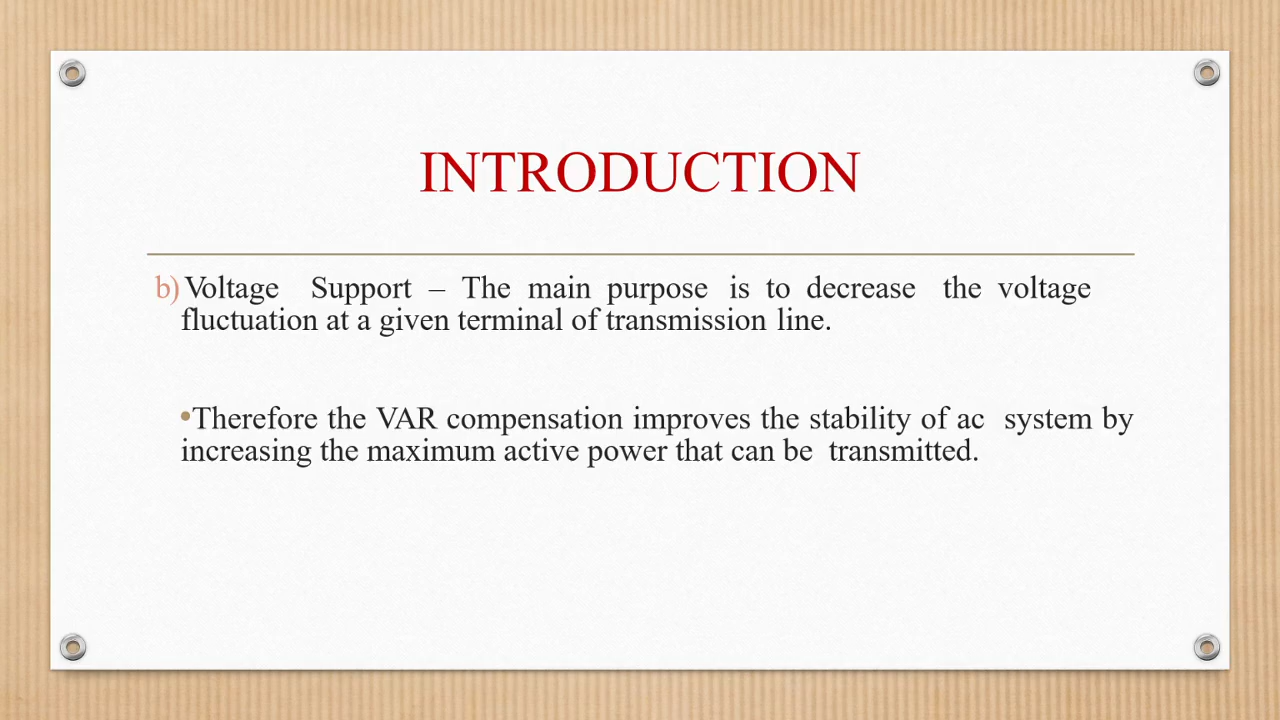 INTRODUCTION
b) Voltage Support – The main purpose is to decrease the voltage
fluctuation at a given terminal of transmission line.
•Therefore the VAR compensation improves the stability of ac system by
increasing the maximum active power that can be transmitted.